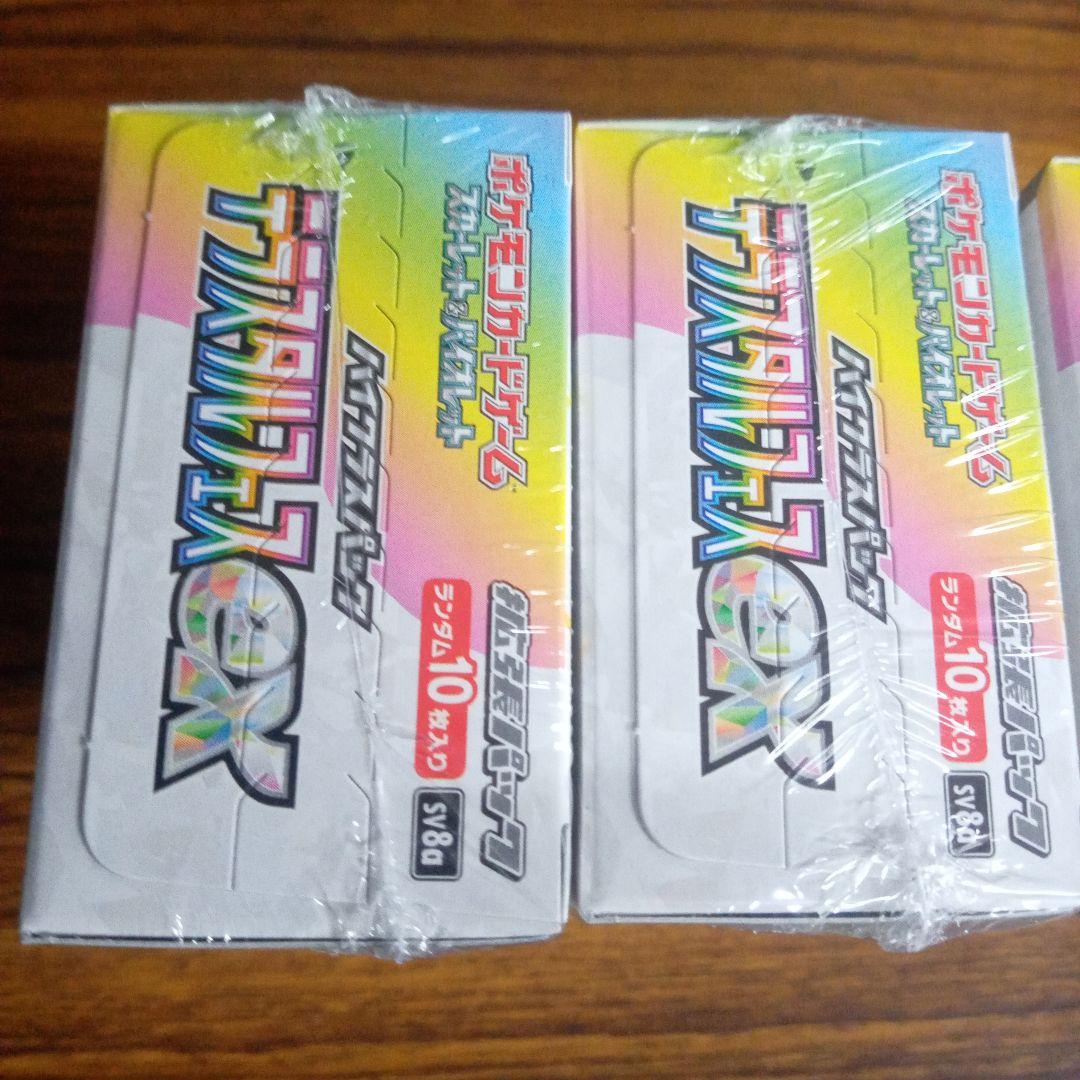 ポケモンカードゲーム
スカーレット&バイオレット
ハイクラスパック
テラスタルフェスex
拡張パック
ランダム10枚入り
SV8a
ポケモンカードゲーム
スカーレット&バイオレット
ハイクラスパック
テラスタルフェスex
拡張パック
ランダム10枚入り
SV8a